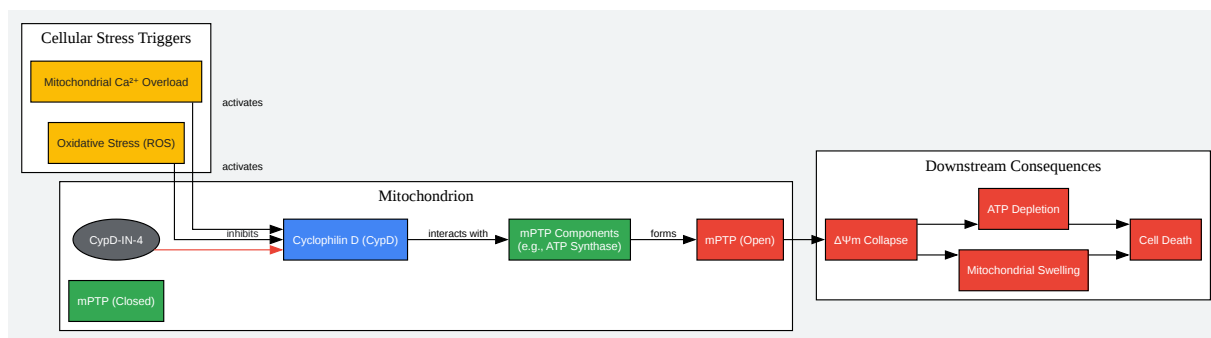 Cellular Stress Triggers
Mitochondrial Ca²⁺ Overload
activates
Oxidative Stress (ROS)
activates
Mitochondrion
CypD-IN-4
inhibits
Cyclophilin D (CypD)
interacts with
mPTP Components
(e.g., ATP Synthase)
forms
mPTP (Open)
mPTP (Closed)
Downstream Consequences
ΔΨm Collapse
ATP Depletion
Mitochondrial Swelling
Cell Death